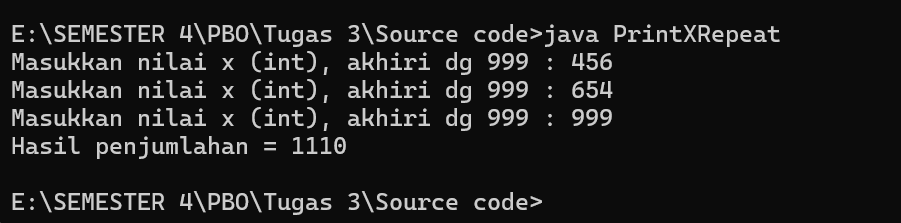 E:\SEMESTER 4\PBO\Tugas 3\Source code>java PrintXRepeat
Masukkan nilai x (int), akhiri dg 999 : 456
Masukkan nilai x (int), akhiri dg 999 : 654
Masukkan nilai x (int), akhiri dg 999 : 999
Hasil penjumlahan = 1110
E:\SEMESTER 4\PBO\Tugas 3\Source code>